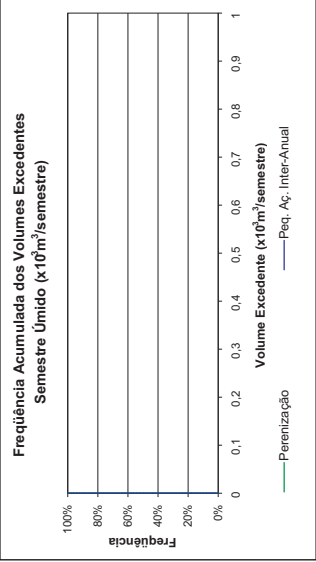 Freqüência Acumulada dos Volumes Excedentes
Semestre Úmido (x10³m³/semestre)
Freqüência
100%
80%
60%
40%
20%
0%
0
0,1
0,2
0,3
0,4
0,5
0,6
0,7
0,8
0,9
1
Volume Excedente (x10³m³/semestre)
Perenização
Peq. Aç. Inter-Anual